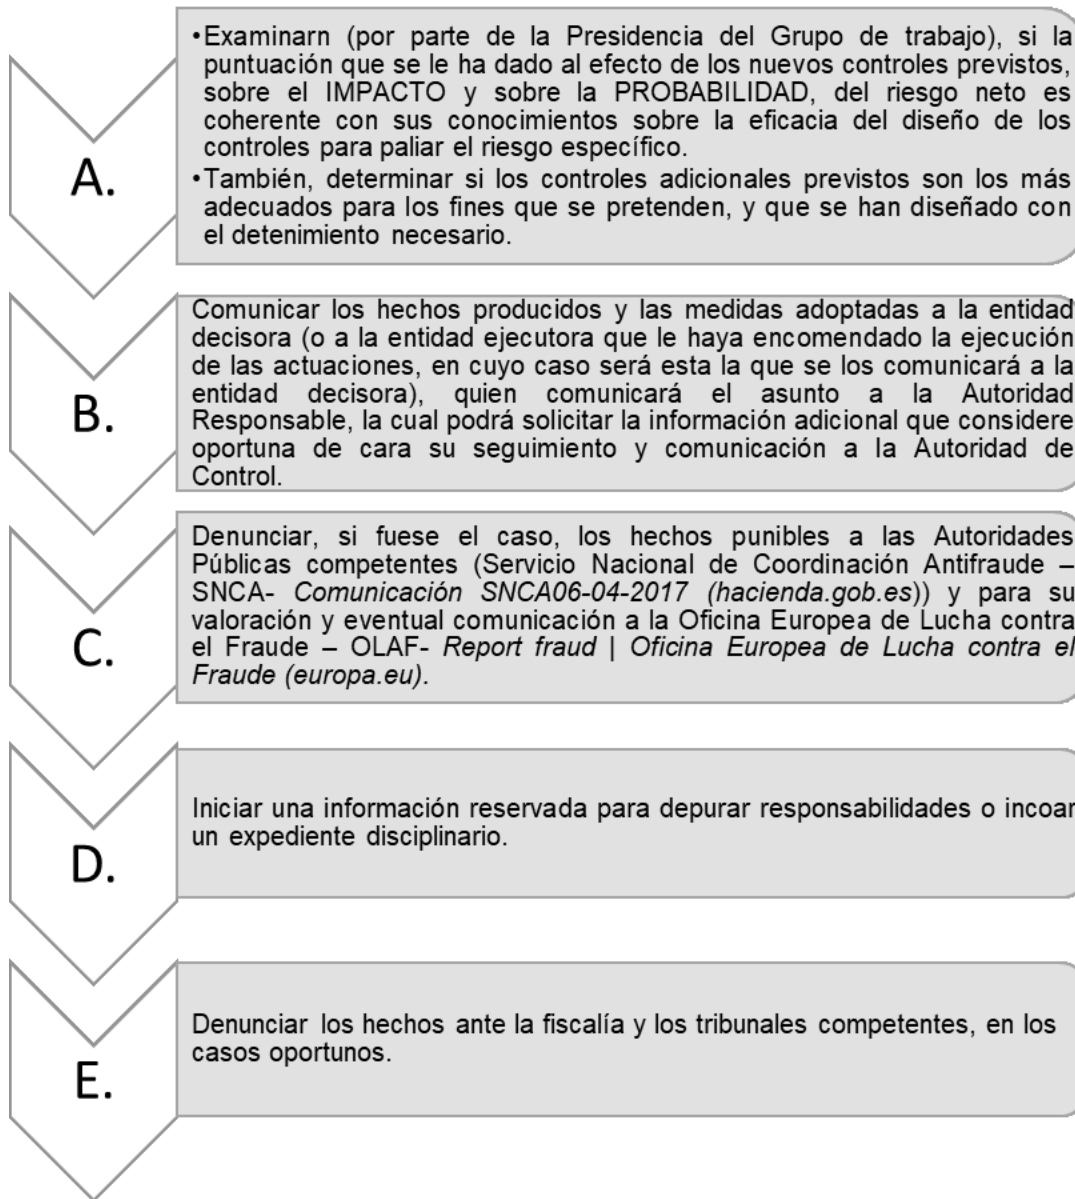 •Examinarn (por parte de la Presidencia del Grupo de trabajo), si la
puntuación que se le ha dado al efecto de los nuevos controles previstos,
sobre el IMPACTO y sobre la PROBABILIDAD, del riesgo neto es
coherente con sus conocimientos sobre la eficacia del diseño de los
controles para paliar el riesgo específico.
•También, determinar si los controles adicionales previstos son los más
adecuados para los fines que se pretenden, y que se han diseñado con
el detenimiento necesario.
A.
Comunicar los hechos producidos y las medidas adoptadas a la entidad
decisora (o a la entidad ejecutora que le haya encomendado la ejecución
de las actuaciones, en cuyo caso será esta la que se los comunicará a la
entidad decisora), quien comunicará el asunto a la Autoridad
Responsable, la cual podrá solicitar la información adicional que considere
oportuna de cara su seguimiento y comunicación a la Autoridad de
Control.
B.
Denunciar, si fuese el caso, los hechos punibles a las Autoridades
Públicas competentes (Servicio Nacional de Coordinación Antifraude –
SNCA- Comunicación SNCA06-04-2017 (hacienda.gob.es)) y para su
valoración y eventual comunicación a la Oficina Europea de Lucha contra
el Fraude – OLAF- Report fraud | Oficina Europea de Lucha contra el
Fraude (europa.eu).
C.
Iniciar una información reservada para depurar responsabilidades o incoar
un expediente disciplinario.
D.
Denunciar los hechos ante la fiscalía y los tribunales competentes, en los
casos oportunos.
E.